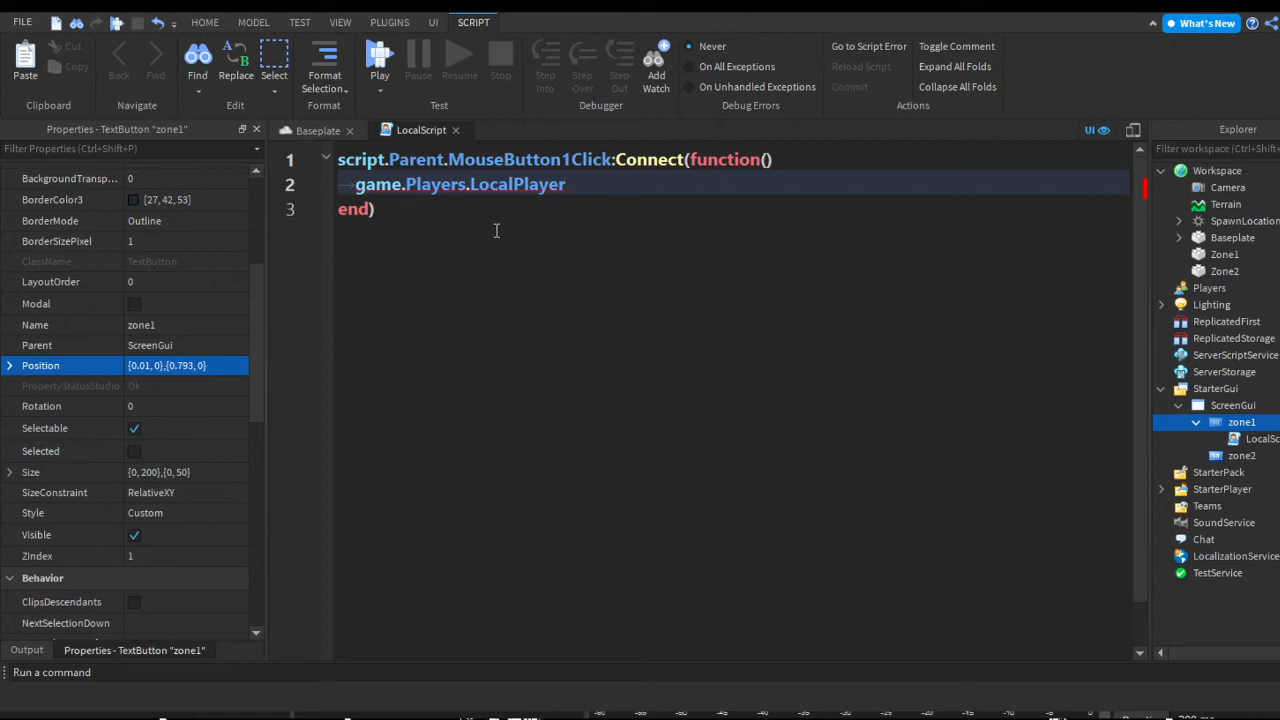 FILE HOME MODEL TEST VIEW PLUGINS UI SCRIPT What's New
Paste Cut Copy Back Fwd Find Replace Select Format Selection Play Pause Resume Stop Step Into Step Over Step Out Add Watch
Never Go to Script Error Toggle Comment
On All Exceptions Reload Script Expand All Folds
On Unhandled Exceptions Commit Collapse All Folds
Clipboard Navigate Edit Format Test Debugger Debug Errors Actions
Properties - TextButton "zone1" Baseplate LocalScript UI Explorer
Filter Properties (Ctrl+Shift+P) Filter workspace (
BackgroundTransp... 0
BorderColor3 [27, 42, 53]
BorderMode Outline
BorderSizePixel 1
ClassName TextButton
LayoutOrder 0
Modal
Name zone1
Parent ScreenGui
Position {0.01, 0},{0.793, 0}
PropertyStatusStudio Ok
Rotation 0
Selectable
Selected
Size {0, 200},{0, 50}
SizeConstraint RelativeXY
Style Custom
Visible
ZIndex 1
Behavior
ClipsDescendants
NextSelectionDown
Output Properties - TextButton "zone1"
Run a command
1 script.Parent.MouseButton1Click:Connect(function()
2 game.Players.LocalPlayer
3 end)
Workspace
Camera
Terrain
SpawnLocation
Baseplate
Zone1
Zone2
Players
Lighting
ReplicatedFirst
ReplicatedStorage
ServerScriptService
ServerStorage
StarterGui
ScreenGui
zone1
LocalSc
zone2
StarterPack
StarterPlayer
Teams
SoundService
Chat
LocalizationService
TestService